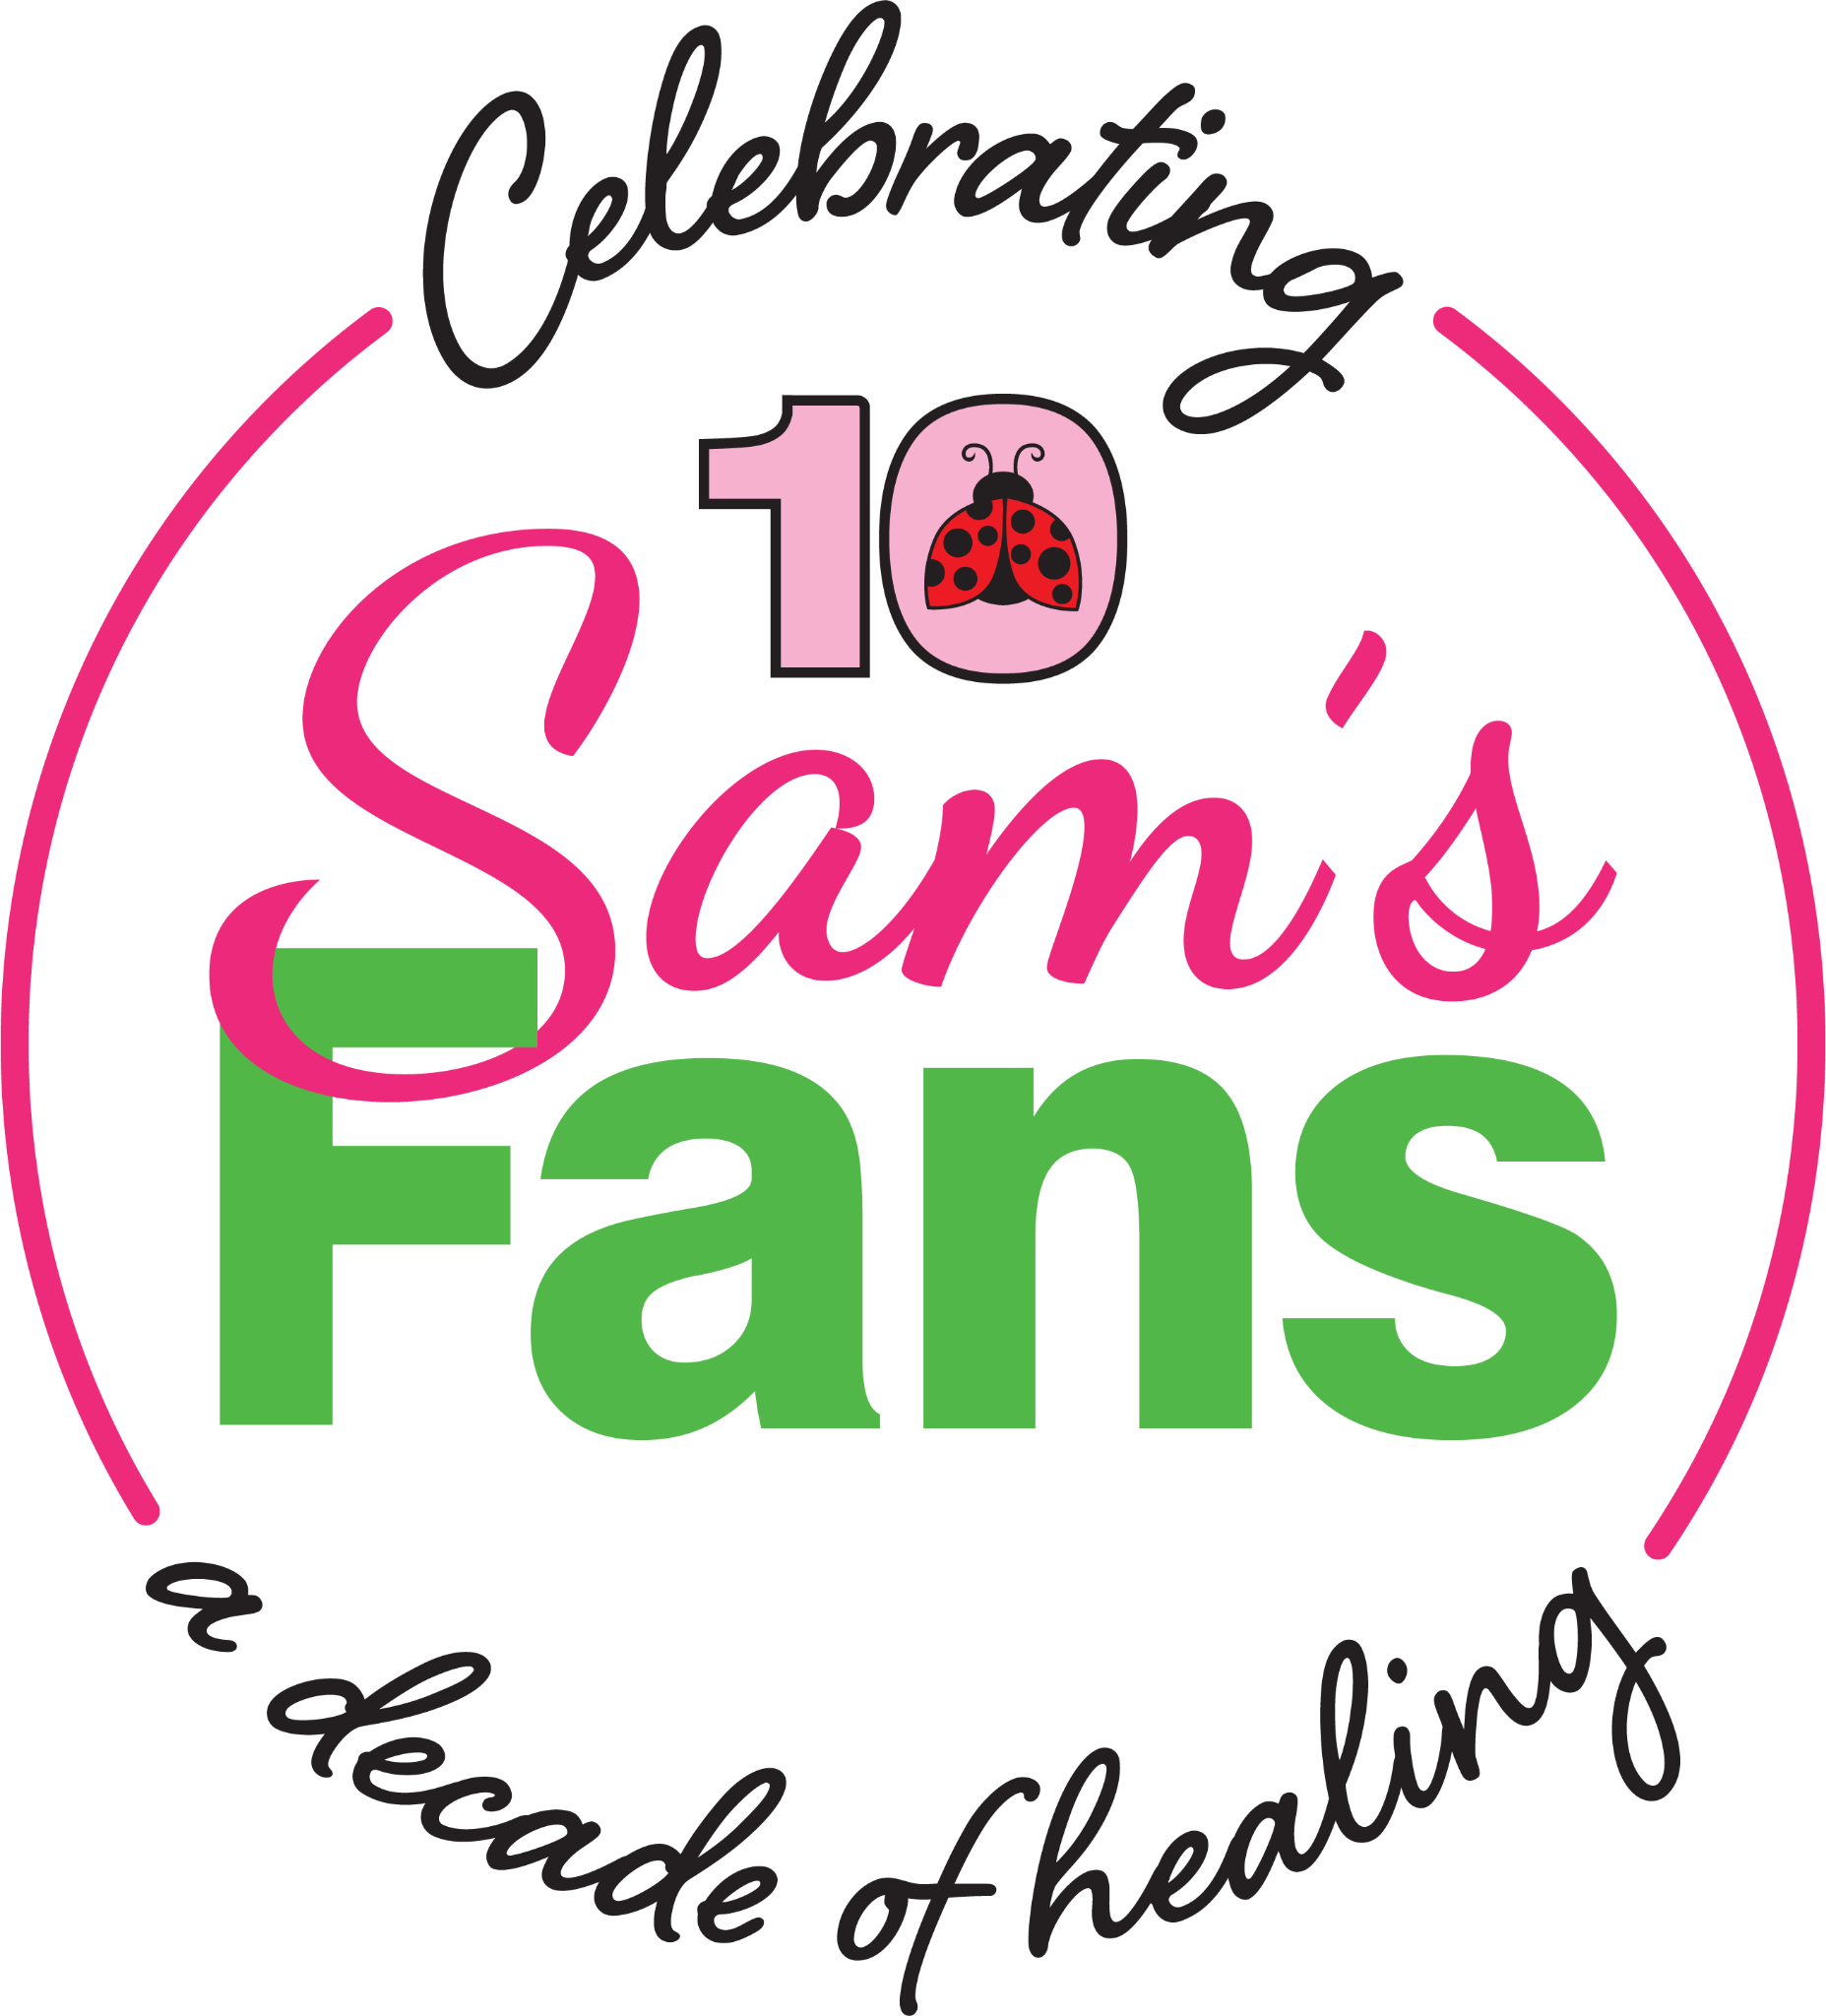 Celebrating
10
Sam's
Fans
a decade of healing